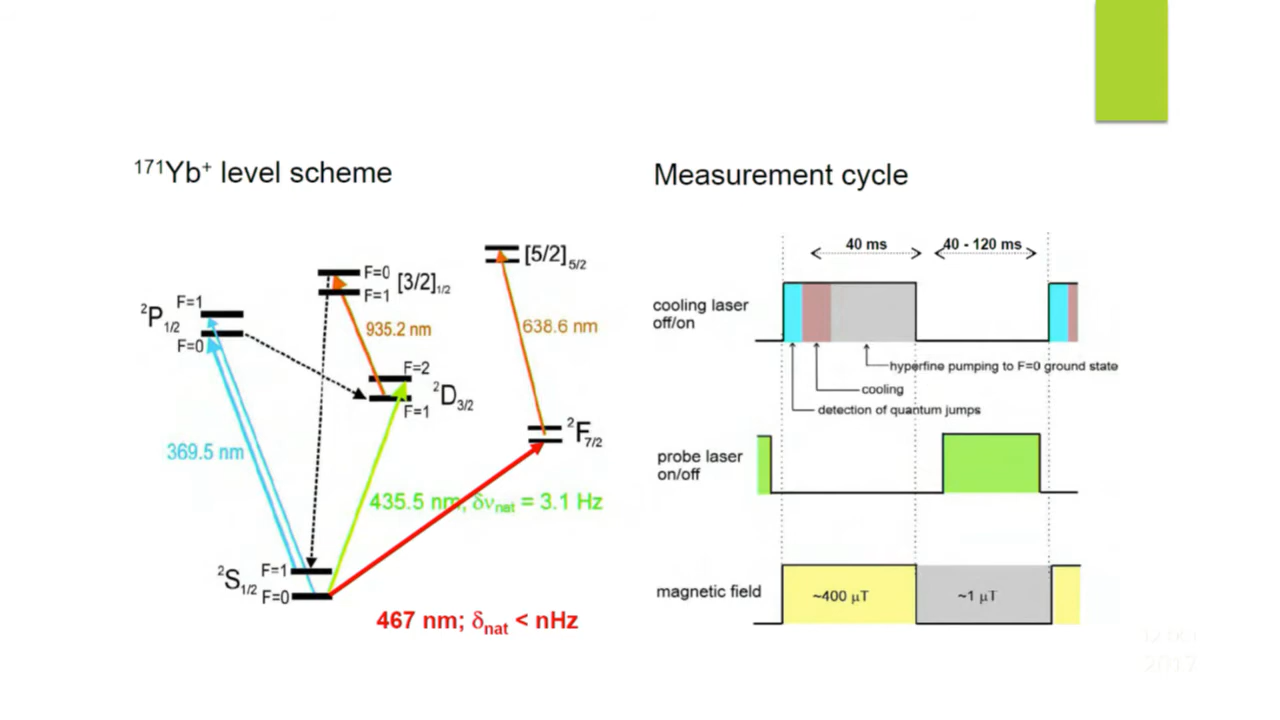 ¹⁷¹Yb⁺ level scheme
F=0
F=1
[3/2]₁/₂
[5/2]₅/₂
²P₁/₂
F=1
F=0
935.2 nm
638.6 nm
F=2
²D₃/₂
F=1
²F₇/₂
369.5 nm
435.5 nm; δνₙₐₜ = 3.1 Hz
²S₁/₂
F=1
F=0
467 nm; δₙₐₜ < nHz
Measurement cycle
40 ms
40 - 120 ms
cooling laser
off/on
hyperfine pumping to F=0 ground state
cooling
detection of quantum jumps
probe laser
on/off
magnetic field
~400 μT
~1 μT
2017